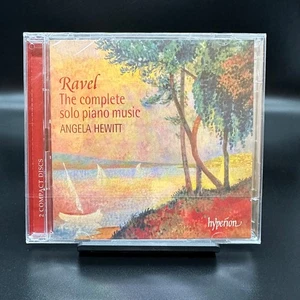 Ravel
The complete
solo piano music
ANGELA HEWITT
2 COMPACT DISCS
hyperion